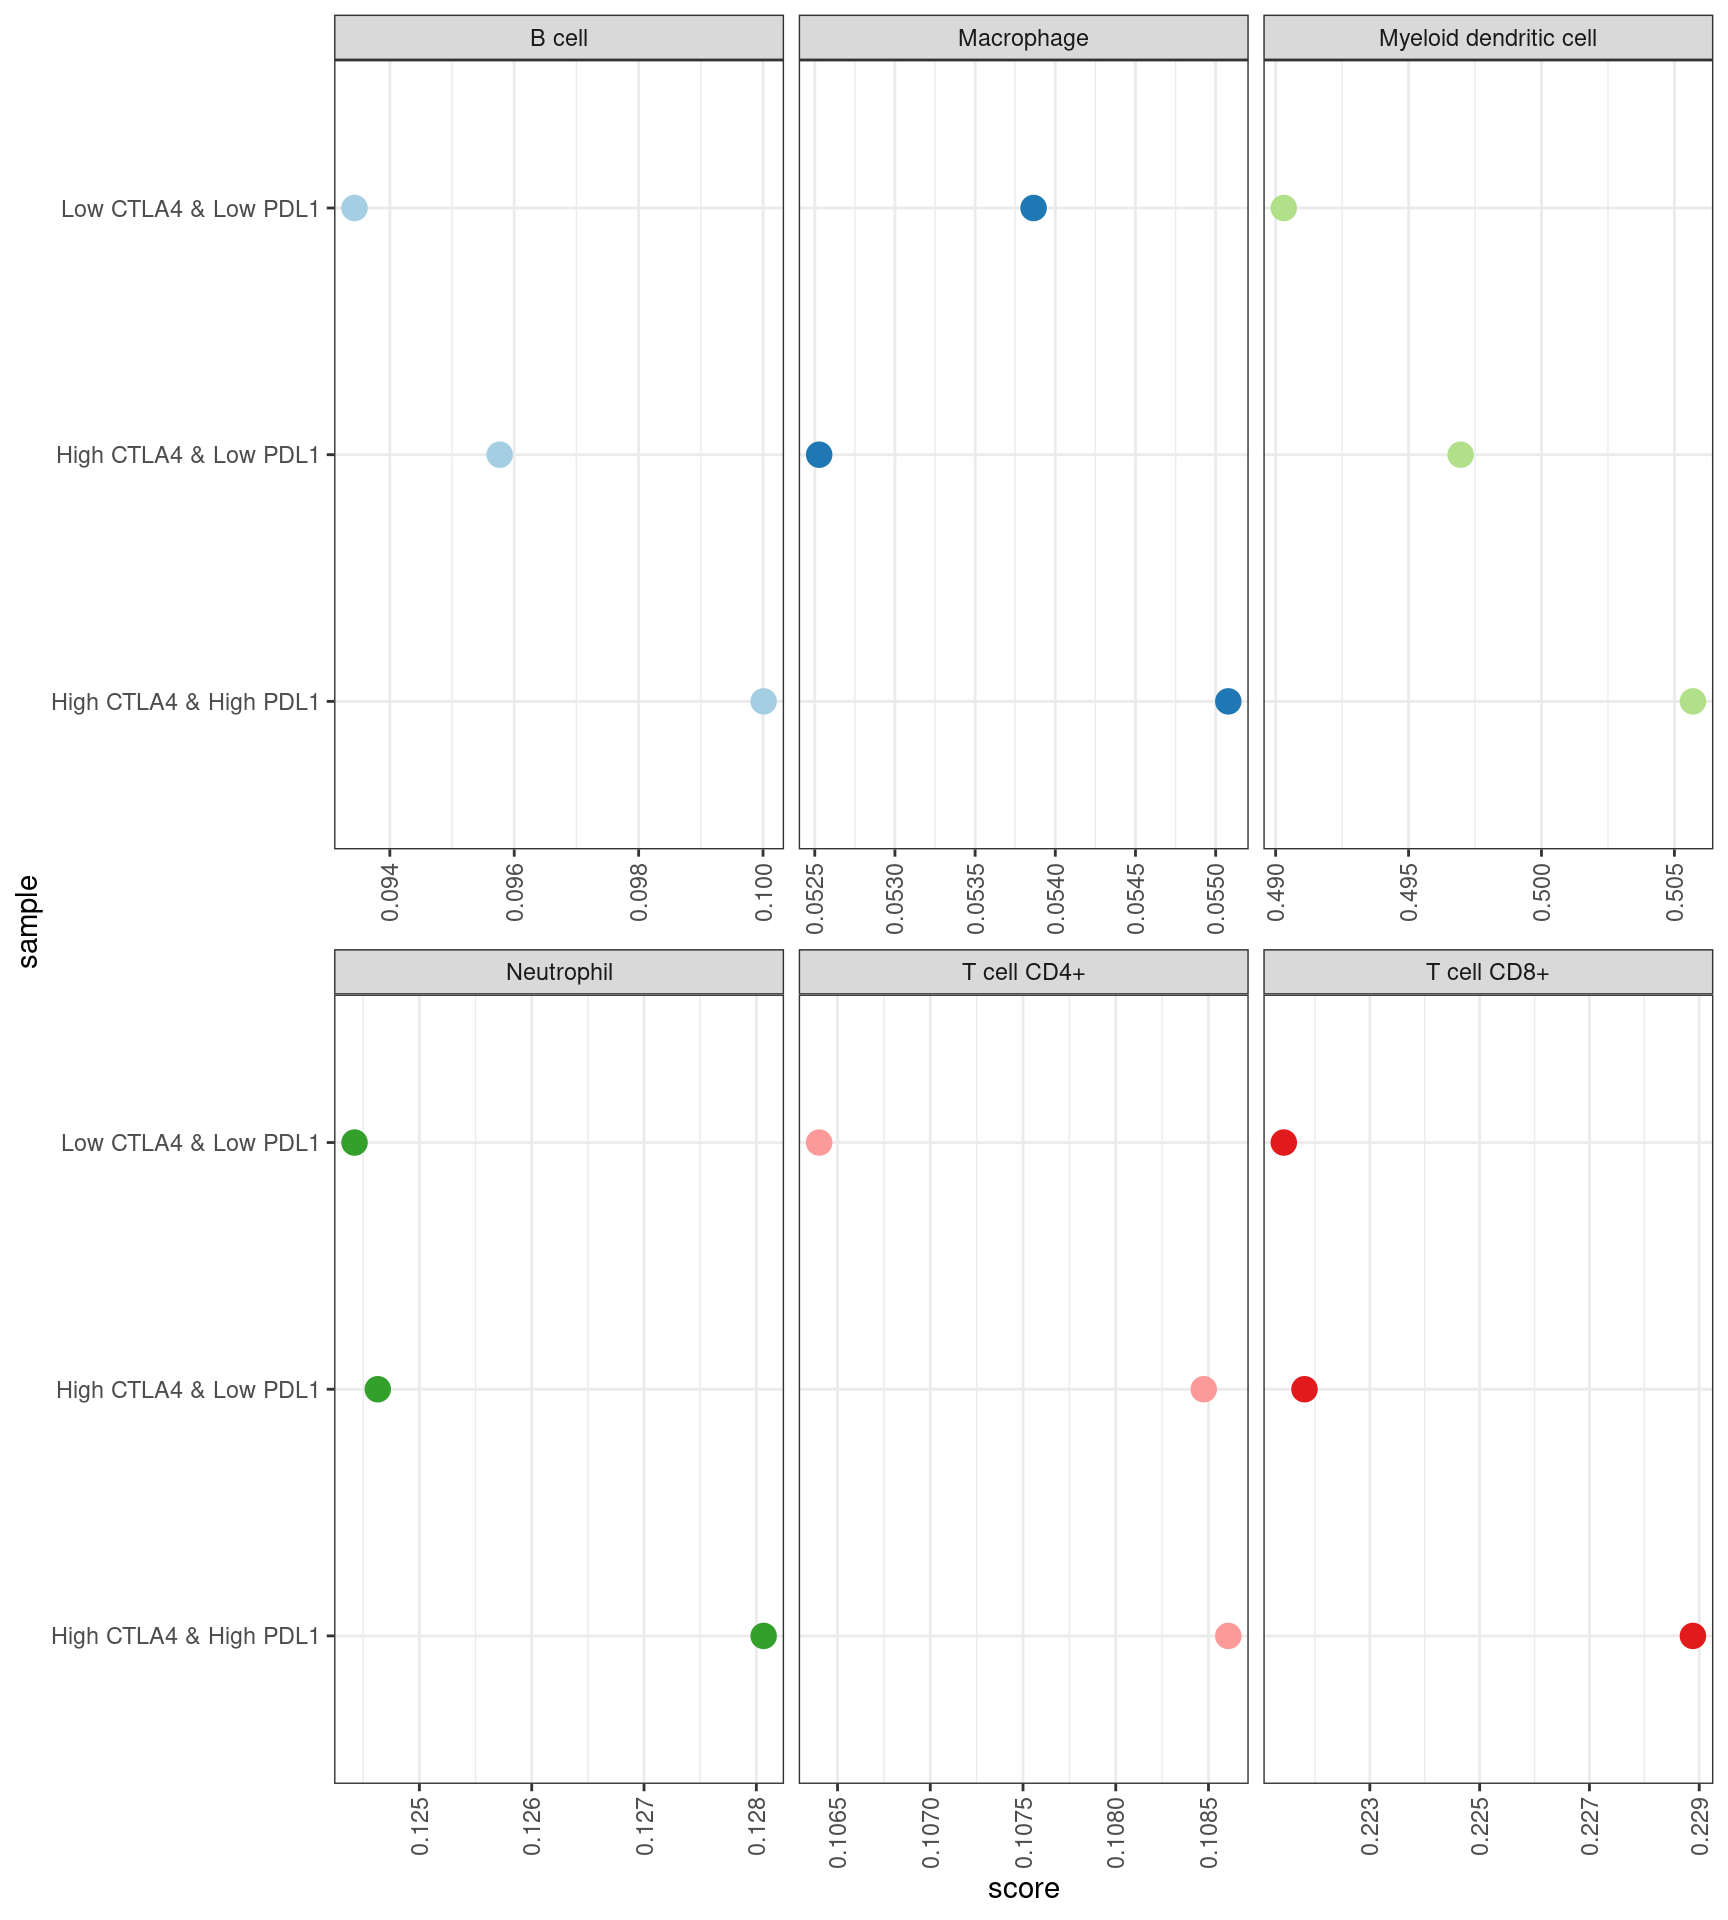 B cell
Macrophage
Myeloid dendritic cell
Low CTLA4 & Low PDL1
High CTLA4 & Low PDL1
High CTLA4 & High PDL1
0.094
0.096
0.098
0.100
0.0525
0.0530
0.0535
0.0540
0.0545
0.0550
0.490
0.495
0.500
0.505
sample
Neutrophil
T cell CD4+
T cell CD8+
Low CTLA4 & Low PDL1
High CTLA4 & Low PDL1
High CTLA4 & High PDL1
0.125
0.126
0.127
0.128
0.1065
0.1070
0.1075
0.1080
0.1085
0.223
0.225
0.227
0.229
score